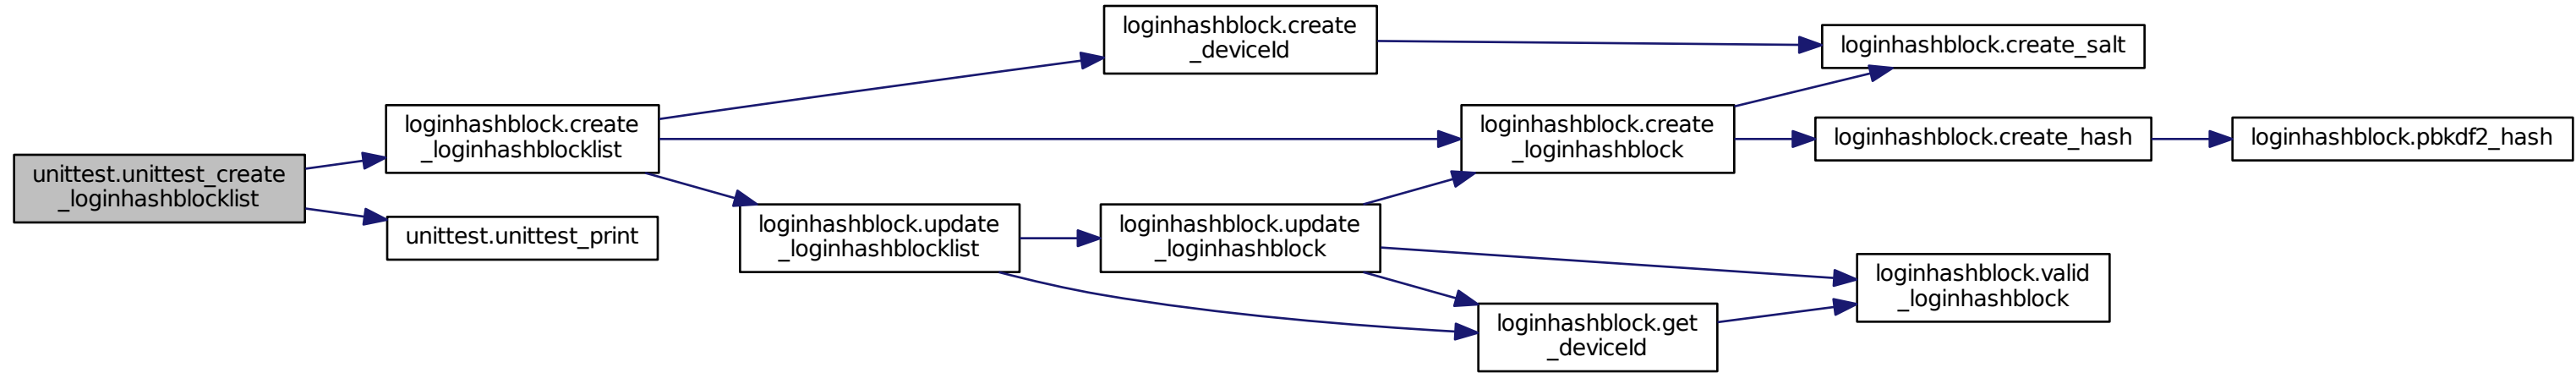 unittest.unittest_create
_loginhashblocklist
loginhashblock.create
_loginhashblocklist
unittest.unittest_print
loginhashblock.create
_deviceId
loginhashblock.update
_loginhashblocklist
loginhashblock.update
_loginhashblock
loginhashblock.create
_loginhashblock
loginhashblock.get
_deviceId
loginhashblock.create_salt
loginhashblock.create_hash
loginhashblock.valid
_loginhashblock
loginhashblock.pbkdf2_hash